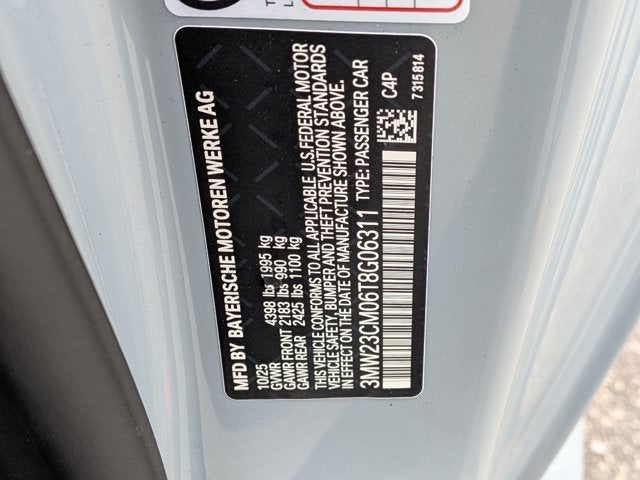 MFD BY BAYERISCHE MOTOREN WERKE AG
10/25
GVWR 4398 lbs 1995 kg
GAWR FRONT 2183 lbs 990 kg
GAWR REAR 2425 lbs 1100 kg
THIS VEHICLE CONFORMS TO ALL APPLICABLE U.S. FEDERAL MOTOR
VEHICLE SAFETY, BUMPER AND THEFT PREVENTION STANDARDS
IN EFFECT ON THE DATE OF MANUFACTURE SHOWN ABOVE.
3MW23CM06T8G06311 TYPE: PASSENGER CAR
C4P
7315814